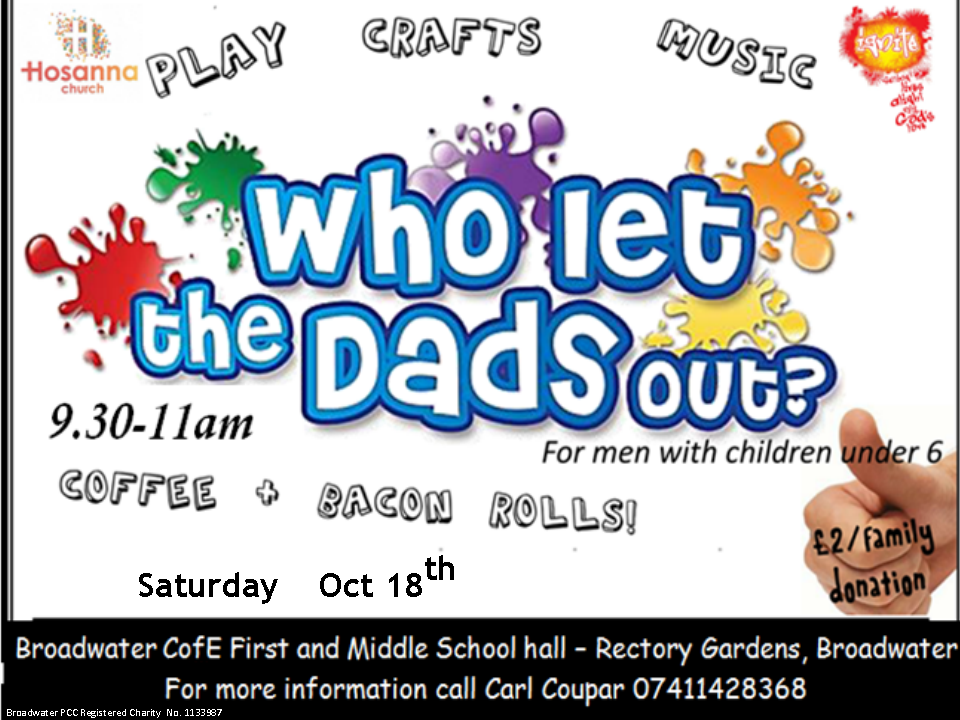 Hosanna
church
PLAY CRAFTS MUSIC
ignite
God's
Who let
the Dads out?
9.30-11am
For men with children under 6
COFFEE + BACON ROLLS!
£2/family
donation
Saturday Oct 18th
Broadwater CofE First and Middle School hall – Rectory Gardens, Broadwater
For more information call Carl Coupar 07411428368
Broadwater PCC Registered Charity No. 1133987